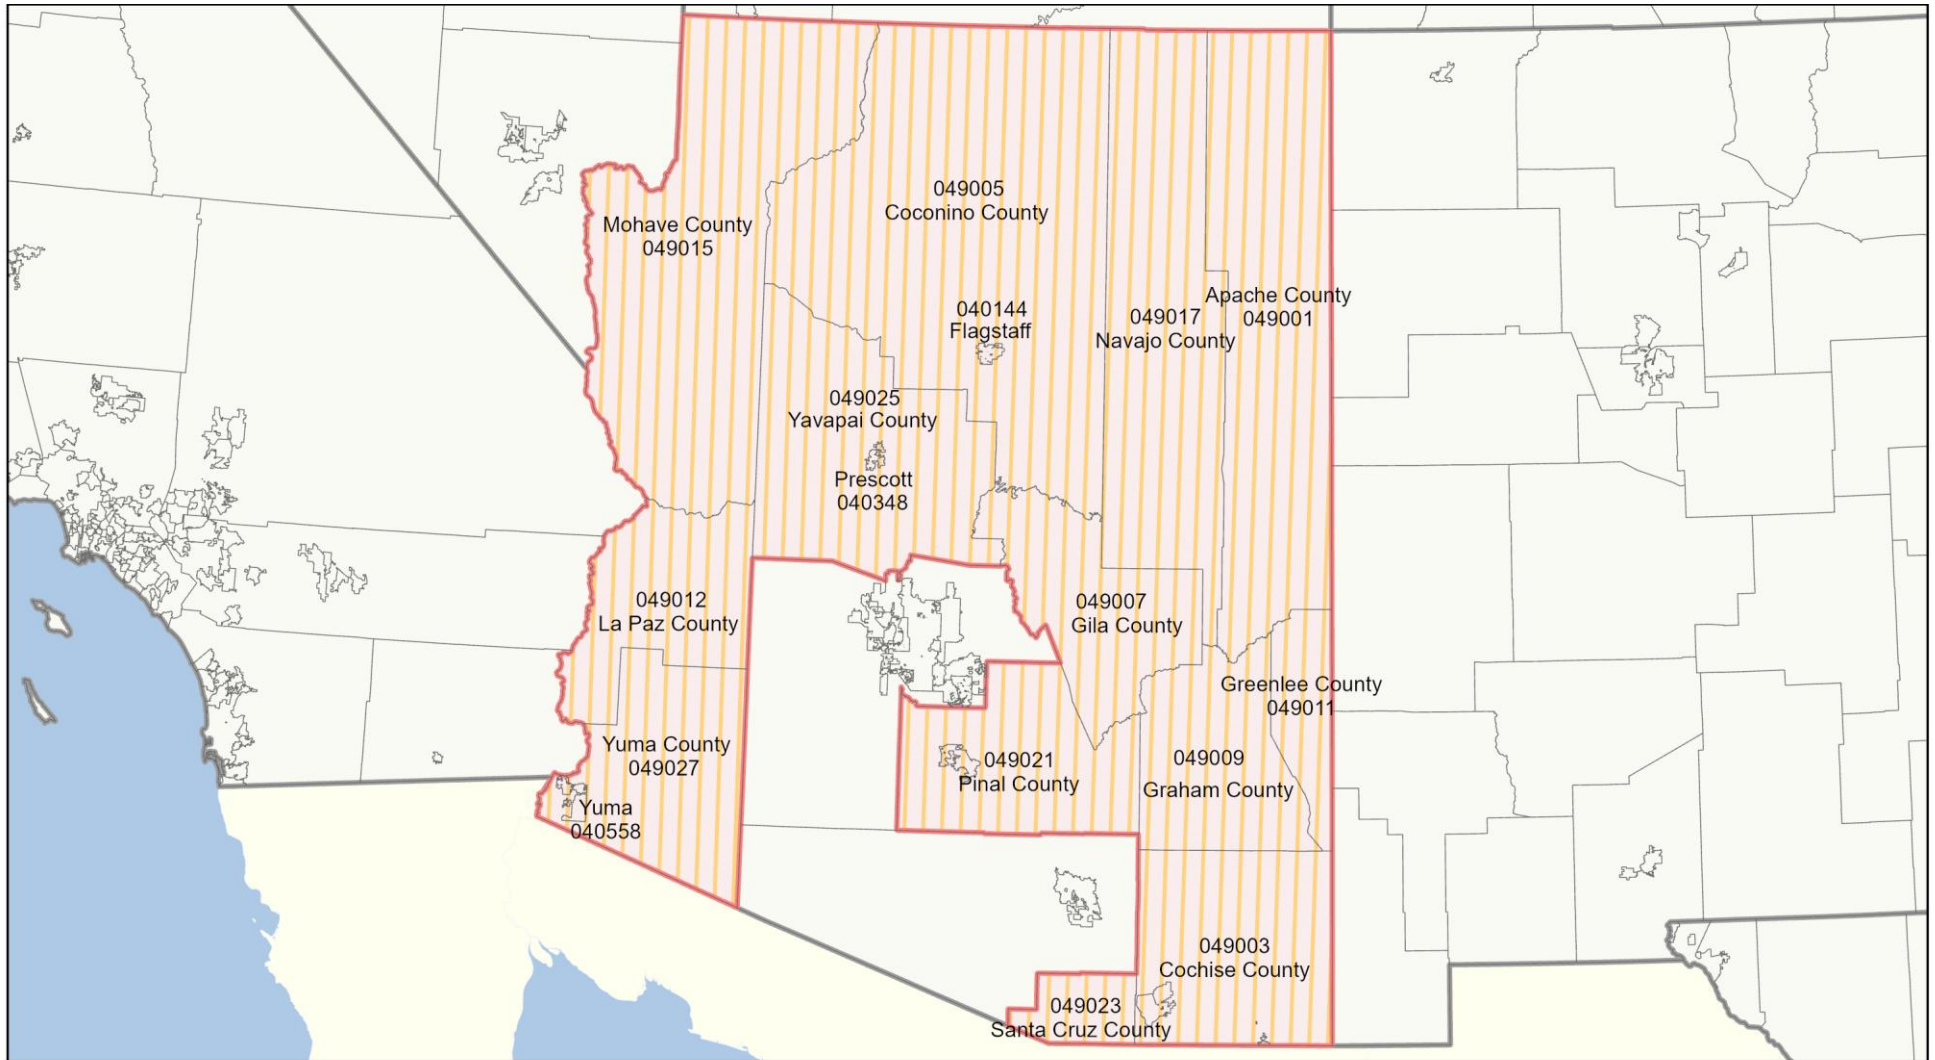 049005
Coconino County
Mohave County
049015
Apache County
049001
040144
Flagstaff
049017
Navajo County
049025
Yavapai County
Prescott
040348
049012
La Paz County
049007
Gila County
Greenlee County
049011
Yuma County
049027
049021
Pinal County
049009
Graham County
Yuma
040558
049003
Cochise County
049023
Santa Cruz County